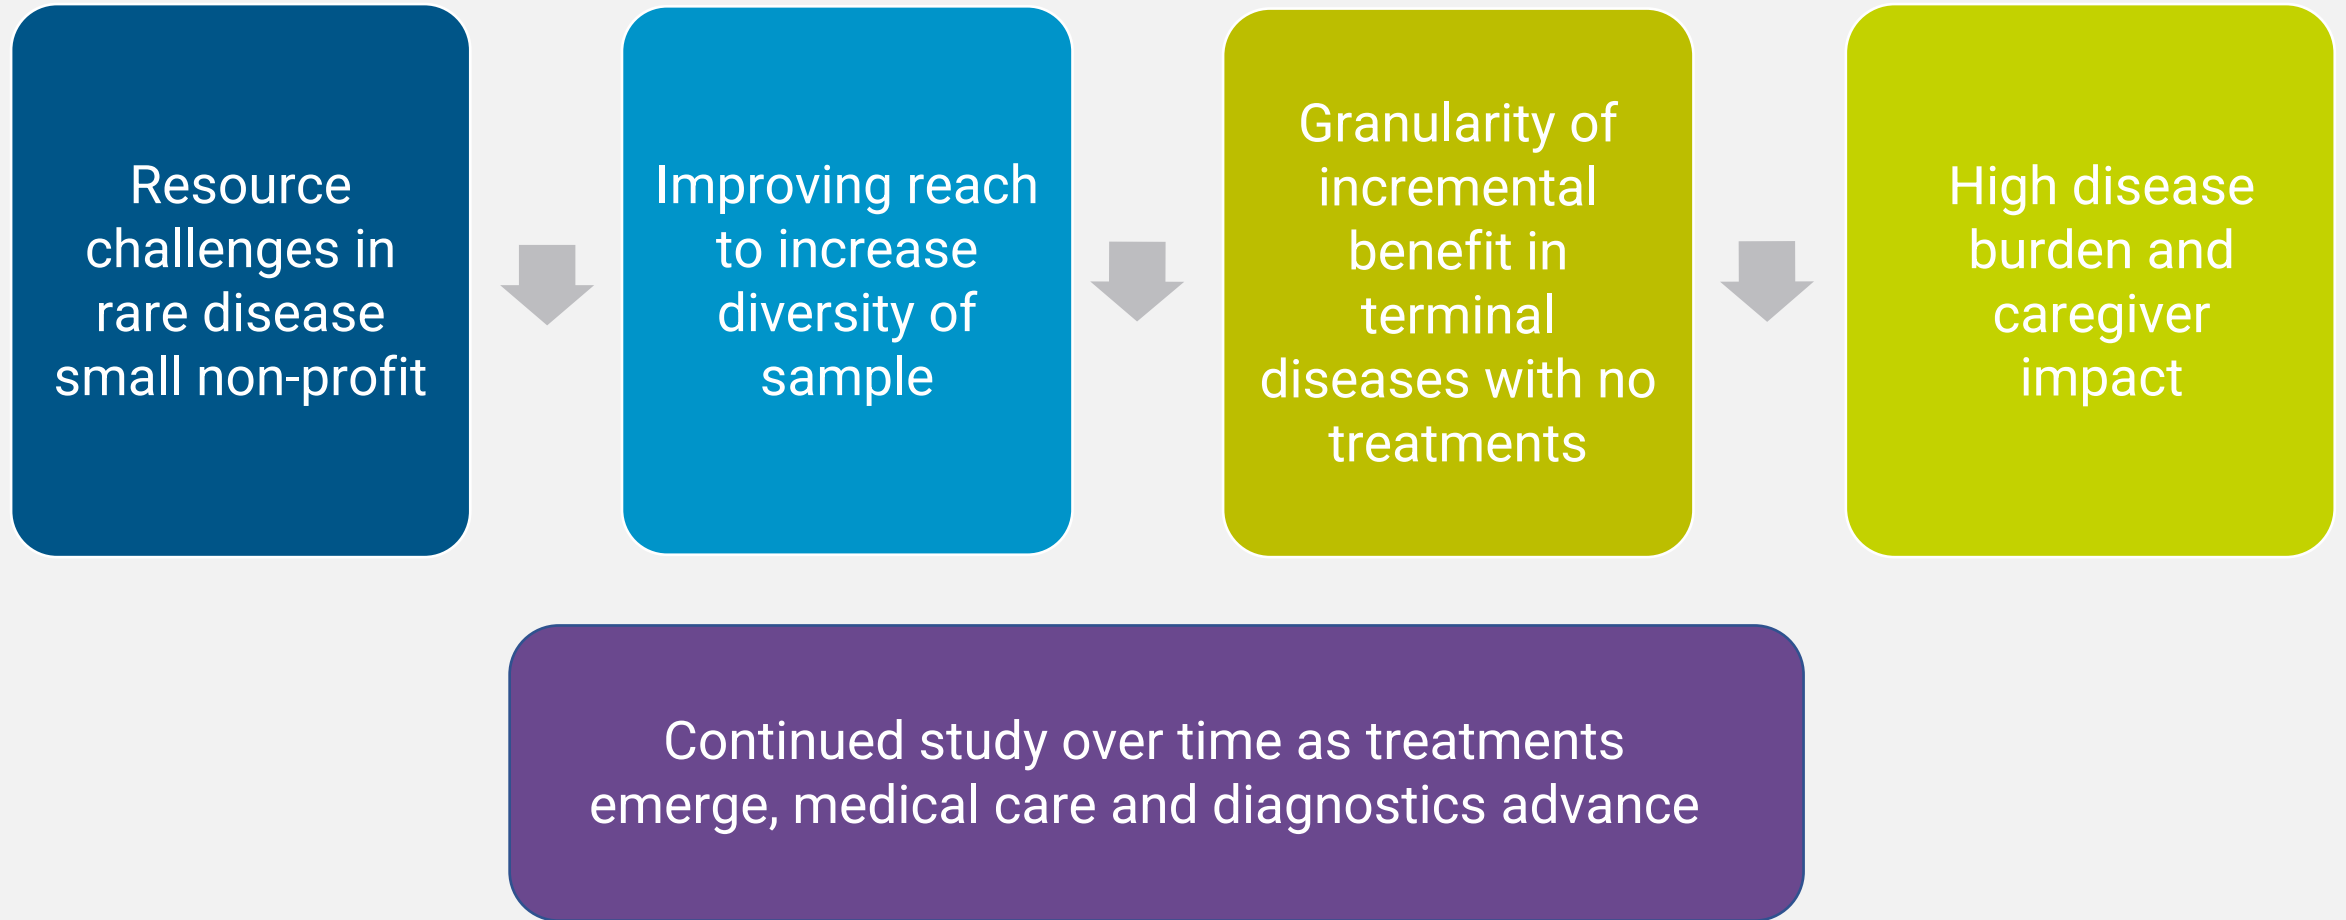 Resource
challenges in
rare disease
small non-profit
Improving reach
to increase
diversity of
sample
Granularity of
incremental
benefit in
terminal
diseases with no
treatments
High disease
burden and
caregiver
impact
Continued study over time as treatments
emerge, medical care and diagnostics advance